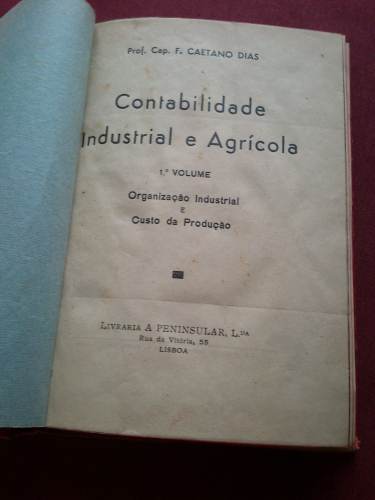 Prof. Cap. F. CAETANO DIAS
Contabilidade
Industrial e Agrícola
1.º VOLUME
Organização Industrial
E
Custo da Produção
LIVRARIA A PENINSULAR, L.DA
Rua da Vitória, 55
LISBOA